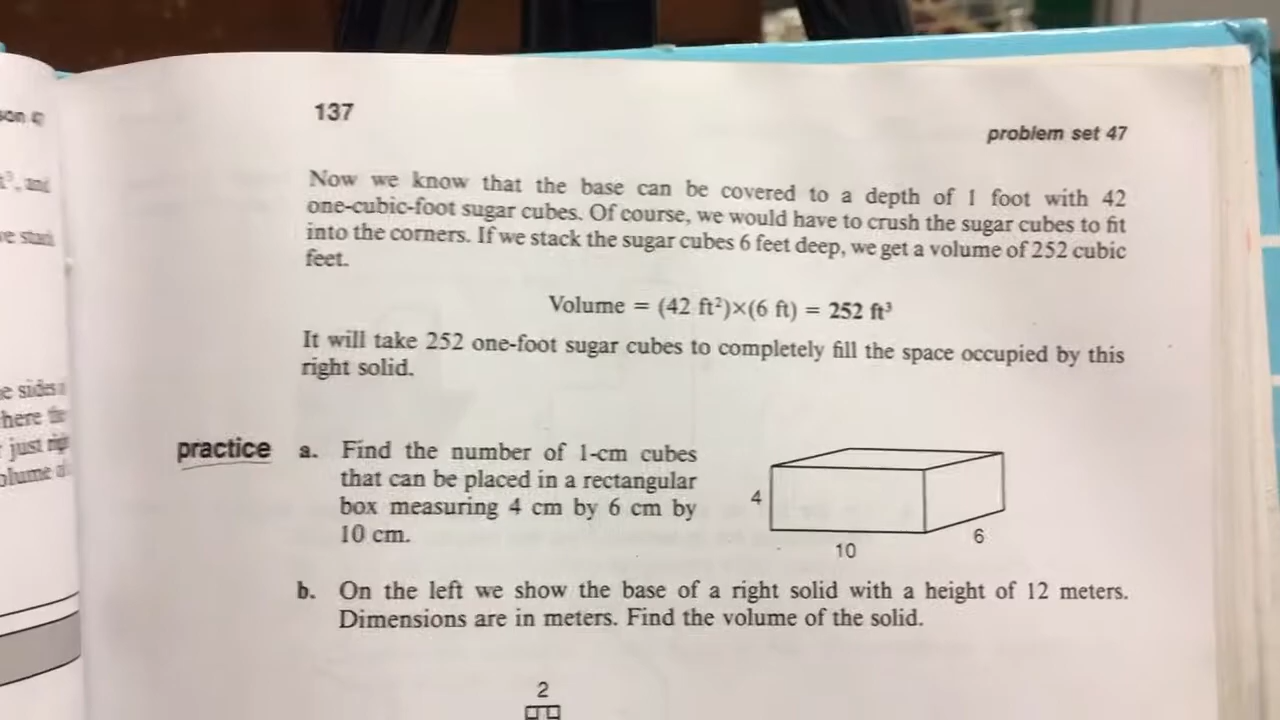 137
problem set 47
Now we know that the base can be covered to a depth of 1 foot with 42
one-cubic-foot sugar cubes. Of course, we would have to crush the sugar cubes to fit
into the corners. If we stack the sugar cubes 6 feet deep, we get a volume of 252 cubic
feet.
Volume = (42 ft²)×(6 ft) = 252 ft³
It will take 252 one-foot sugar cubes to completely fill the space occupied by this
right solid.
practice a. Find the number of 1-cm cubes
that can be placed in a rectangular
box measuring 4 cm by 6 cm by
10 cm.
4
10
6
b. On the left we show the base of a right solid with a height of 12 meters.
Dimensions are in meters. Find the volume of the solid.
2